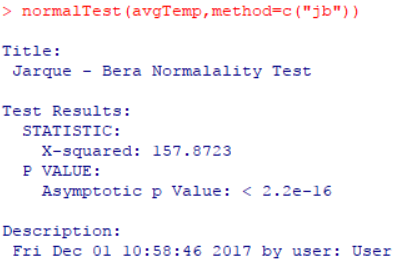 > normalTest(avgTemp,method=c("jb"))
Title:
Jarque - Bera Normalality Test
Test Results:
STATISTIC:
X-squared: 157.8723
P VALUE:
Asymptotic p Value: < 2.2e-16
Description:
Fri Dec 01 10:58:46 2017 by user: User